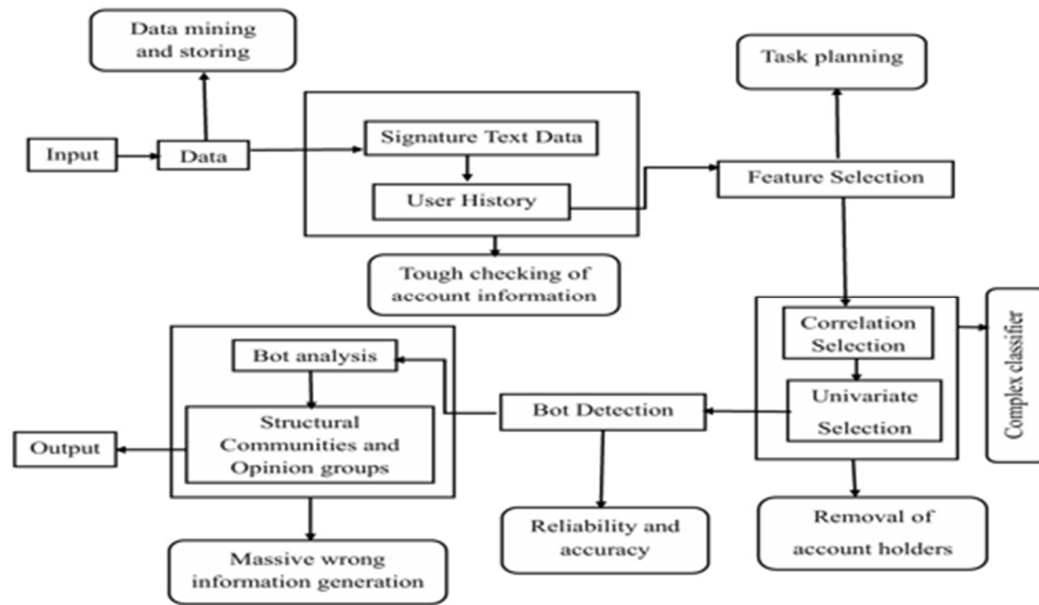 Data mining
and storing
Task planning
Signature Text Data
Input
Data
User History
Feature Selection
Tough checking of
account information
Correlation
Selection
Complex classifier
Bot analysis
Univariate
Selection
Bot Detection
Structural
Communities and
Opinion groups
Output
Reliability and
accuracy
Removal of
account holders
Massive wrong
information generation